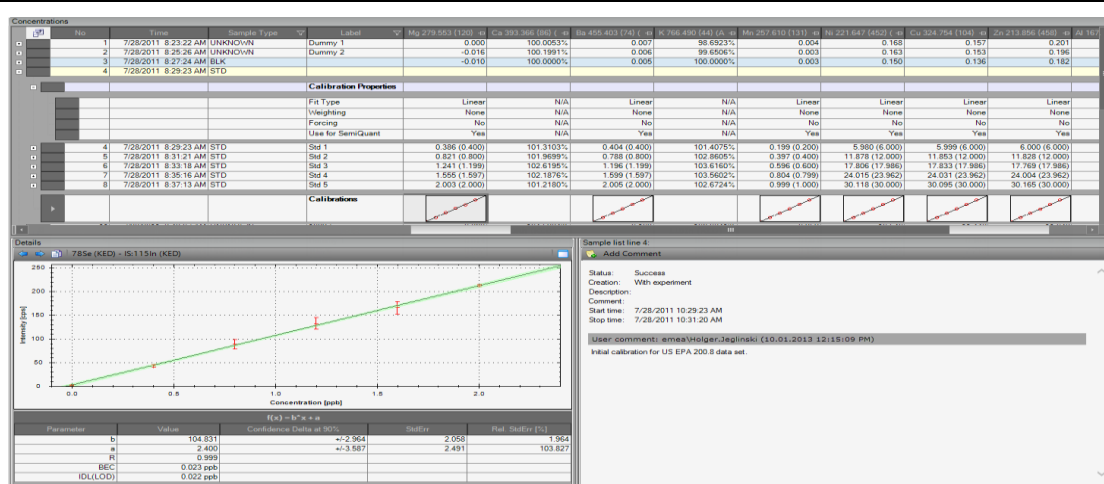 Concentrations
No Time Sample Type Label Mg 279.553 (120) Ca 393.366 (86) ( Ba 455.403 (74) ( K 766.490 (44) (A Mn 257.610 (131) Ni 221.647 (452) ( Cu 324.754 (104) Zn 213.856 (458) Al 167
1 7/28/2011 8:23:22 AM UNKNOWN Dummy 1 0.000 100.0053% 0.007 98.6923% 0.004 0.168 0.157 0.201
2 7/28/2011 8:25:26 AM UNKNOWN Dummy 2 -0.016 100.1991% 0.006 99.6506% 0.003 0.163 0.153 0.196
3 7/28/2011 8:27:24 AM BLK -0.010 100.0000% 0.005 100.0000% 0.003 0.150 0.136 0.182
4 7/28/2011 8:29:23 AM STD
Calibration Properties
Fit Type Linear N/A Linear N/A Linear Linear Linear Linear
Weighting None N/A None N/A None None None None
Forcing No N/A No N/A No No No No
Use for SemiQuant Yes N/A Yes N/A Yes Yes Yes Yes
4 7/28/2011 8:29:23 AM STD Std 1 0.386 (0.400) 101.3103% 0.404 (0.400) 101.4075% 0.199 (0.200) 5.980 (6.000) 5.999 (6.000) 6.000 (6.000)
5 7/28/2011 8:31:21 AM STD Std 2 0.821 (0.800) 101.9699% 0.788 (0.800) 102.8605% 0.397 (0.400) 11.878 (12.000) 11.853 (12.000) 11.828 (12.000)
6 7/28/2011 8:33:18 AM STD Std 3 1.241 (1.199) 102.6195% 1.196 (1.199) 103.6160% 0.596 (0.600) 17.806 (17.986) 17.833 (17.986) 17.769 (17.986)
7 7/28/2011 8:35:16 AM STD Std 4 1.555 (1.597) 102.1876% 1.599 (1.597) 103.5602% 0.804 (0.799) 24.015 (23.962) 24.031 (23.962) 24.004 (23.962)
8 7/28/2011 8:37:13 AM STD Std 5 2.003 (2.000) 101.2180% 2.005 (2.000) 102.6724% 0.999 (1.000) 30.118 (30.000) 30.095 (30.000) 30.165 (30.000)
Calibrations
Details
78Se (KED) - IS:115In (KED)
Intensity [cps]
250
200
150
100
50
0
0.0 0.5 1.0 1.5 2.0
Concentration [ppb]
f(x) = b*x + a
Parameter Value Confidence Delta at 90% StdErr Rel. StdErr [%]
b 104.831 +/-2.964 2.058 1.964
a 2.400 +/-3.587 2.491 103.827
R 0.999
BEC 0.023 ppb
IDL(LOD) 0.022 ppb
Sample list line 4:
Add Comment
Status: Success
Creation: With experiment
Description:
Comment:
Start time: 7/28/2011 10:29:23 AM
Stop time: 7/28/2011 10:31:20 AM
User comment: emea\Holger.Jeglinski (10.01.2013 12:15:09 PM)
Initial calibration for US EPA 200.8 data set.